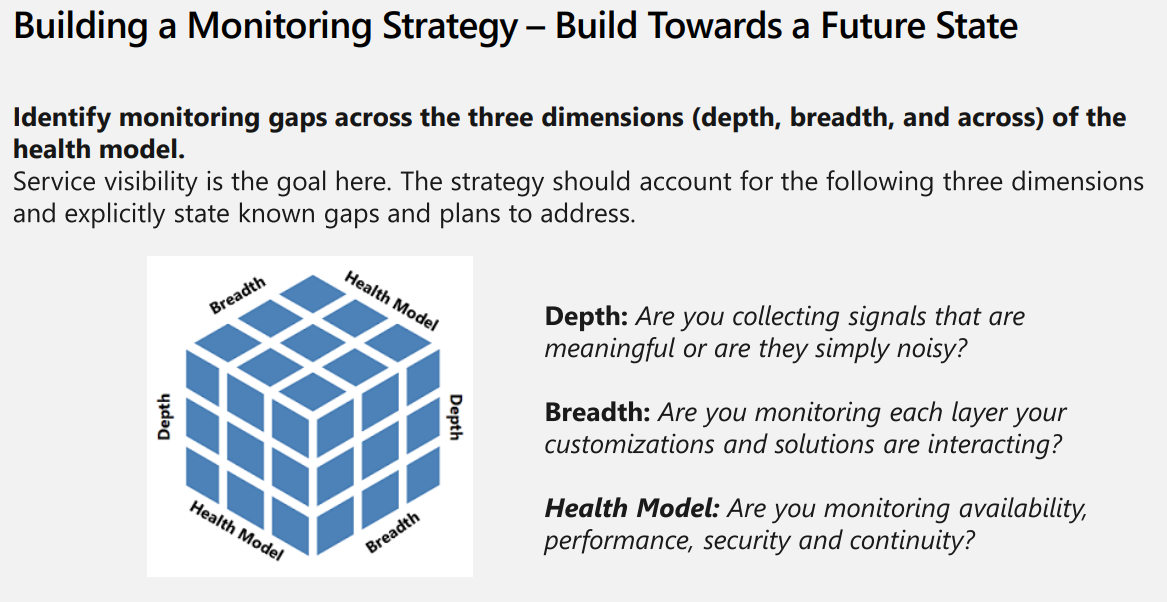 Building a Monitoring Strategy – Build Towards a Future State
Identify monitoring gaps across the three dimensions (depth, breadth, and across) of the
health model.
Service visibility is the goal here. The strategy should account for the following three dimensions
and explicitly state known gaps and plans to address.
Breadth
Health Model
Depth
Depth
Health Model
Breadth
Depth: Are you collecting signals that are
meaningful or are they simply noisy?
Breadth: Are you monitoring each layer your
customizations and solutions are interacting?
Health Model: Are you monitoring availability,
performance, security and continuity?